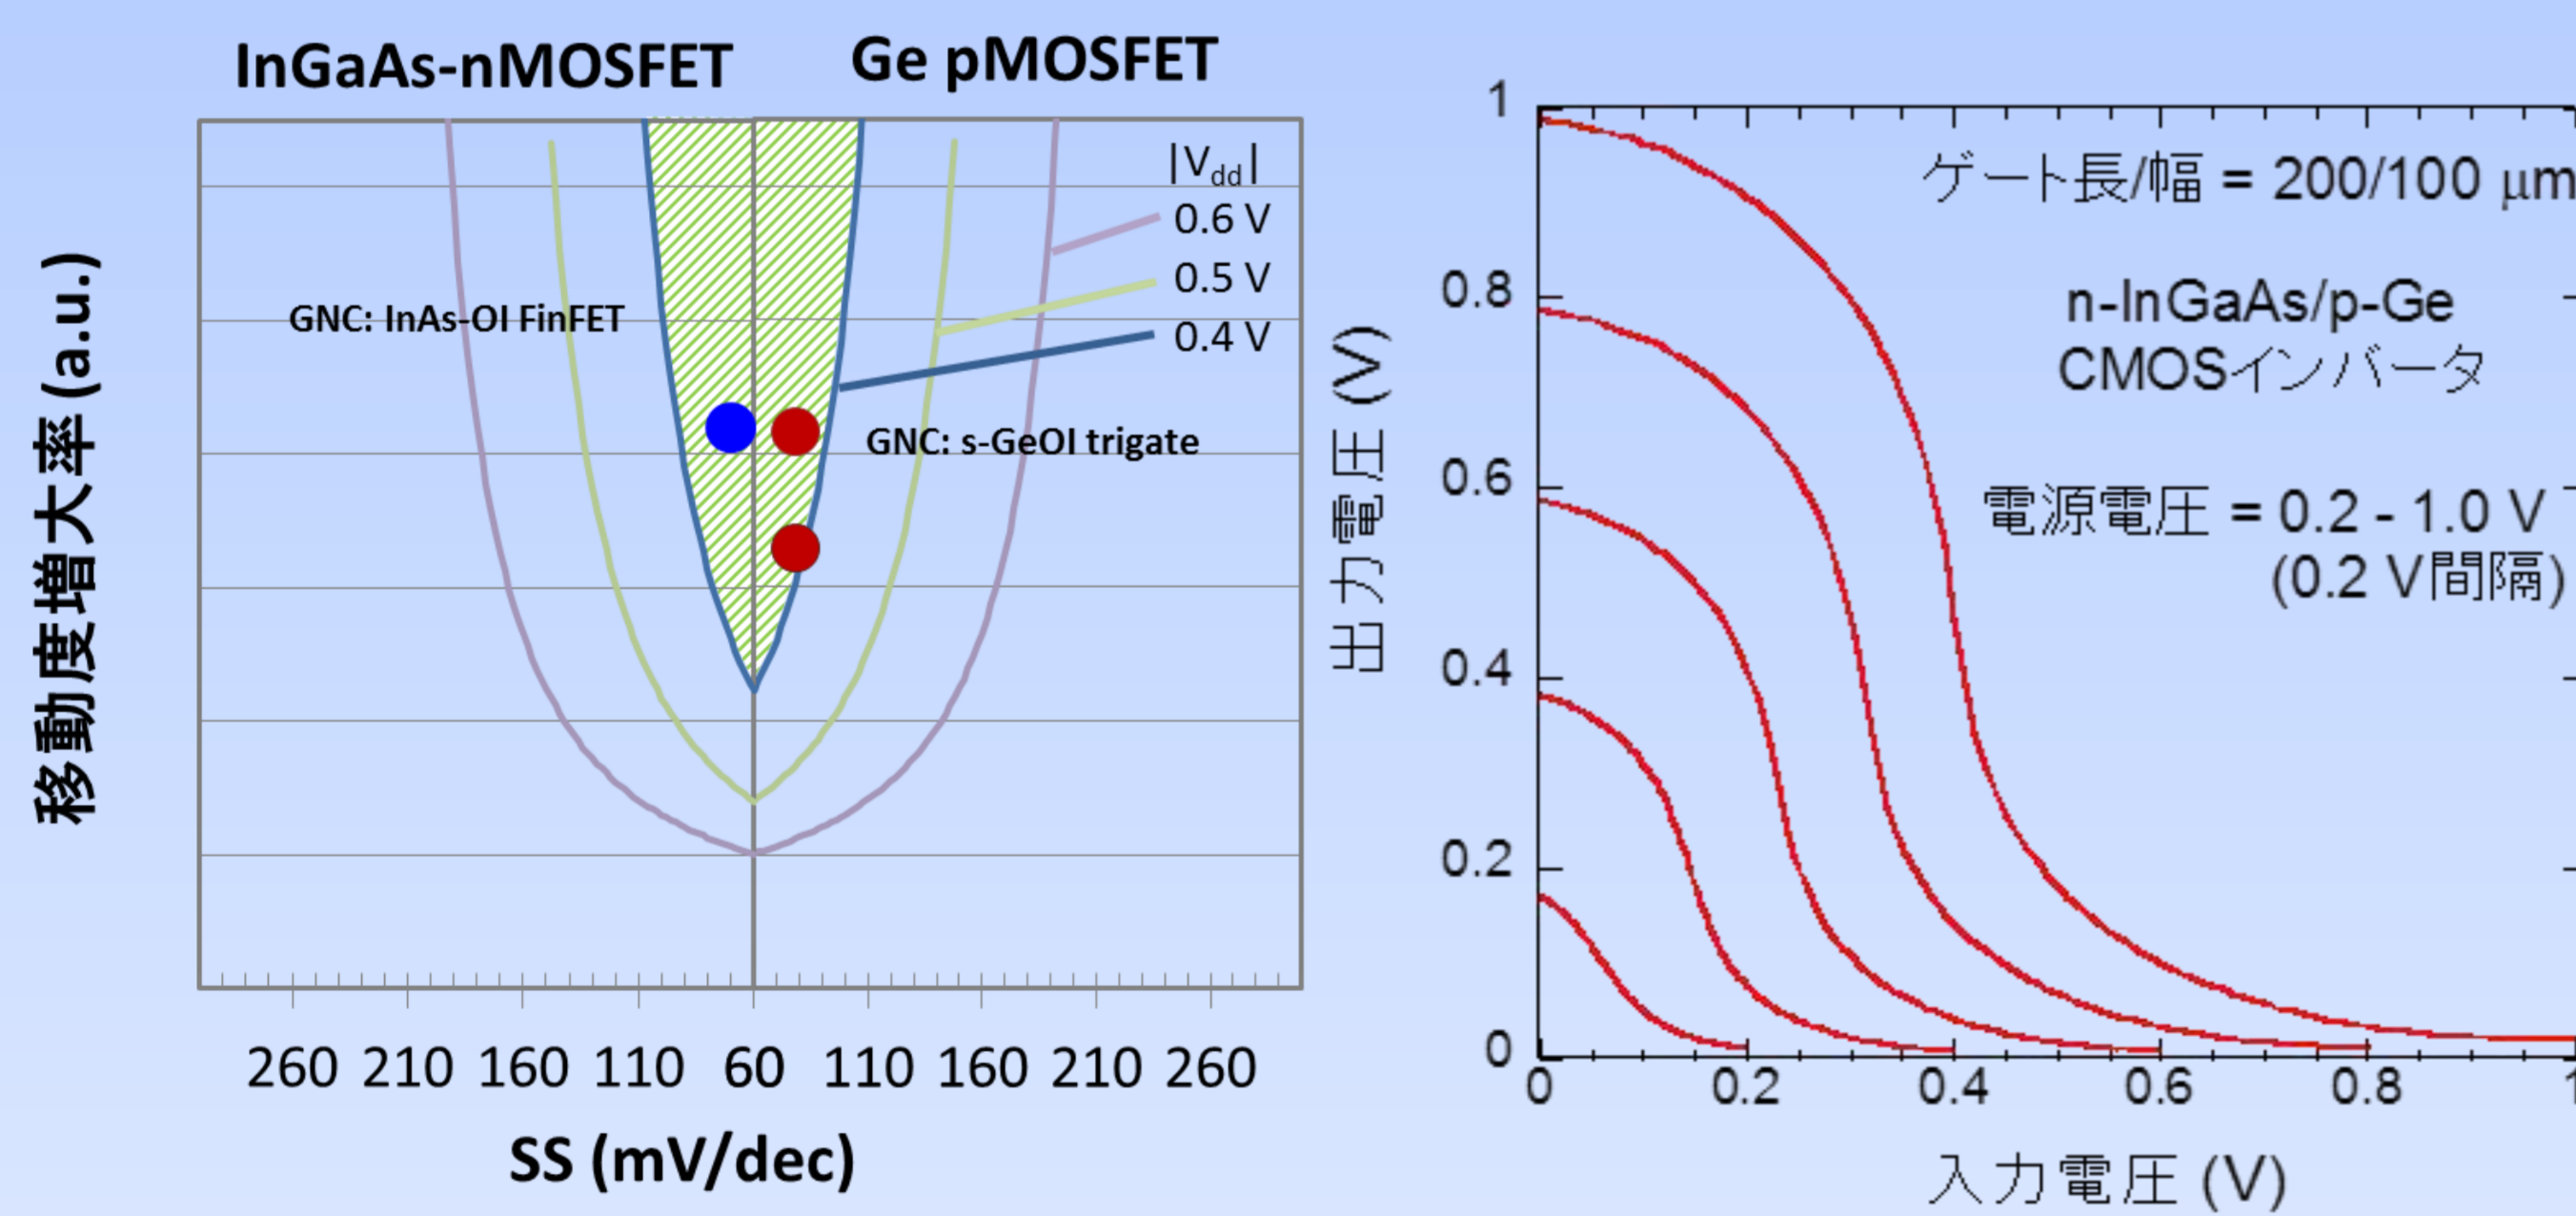 InGaAs-nMOSFET
Ge pMOSFET
|Vdd|
0.6 V
0.5 V
0.4 V
GNC: InAs-OI FinFET
GNC: s-GeOI trigate
移動度増大率 (a.u.)
260 210 160 110 60 110 160 210 260
SS (mV/dec)
1
0.8
0.6
0.4
0.2
0
出力電圧 (V)
ゲート長/幅 = 200/100 μm
n-InGaAs/p-Ge
CMOSインバータ
電源電圧 = 0.2 - 1.0 V
(0.2 V間隔)
0 0.2 0.4 0.6 0.8 1
入力電圧 (V)